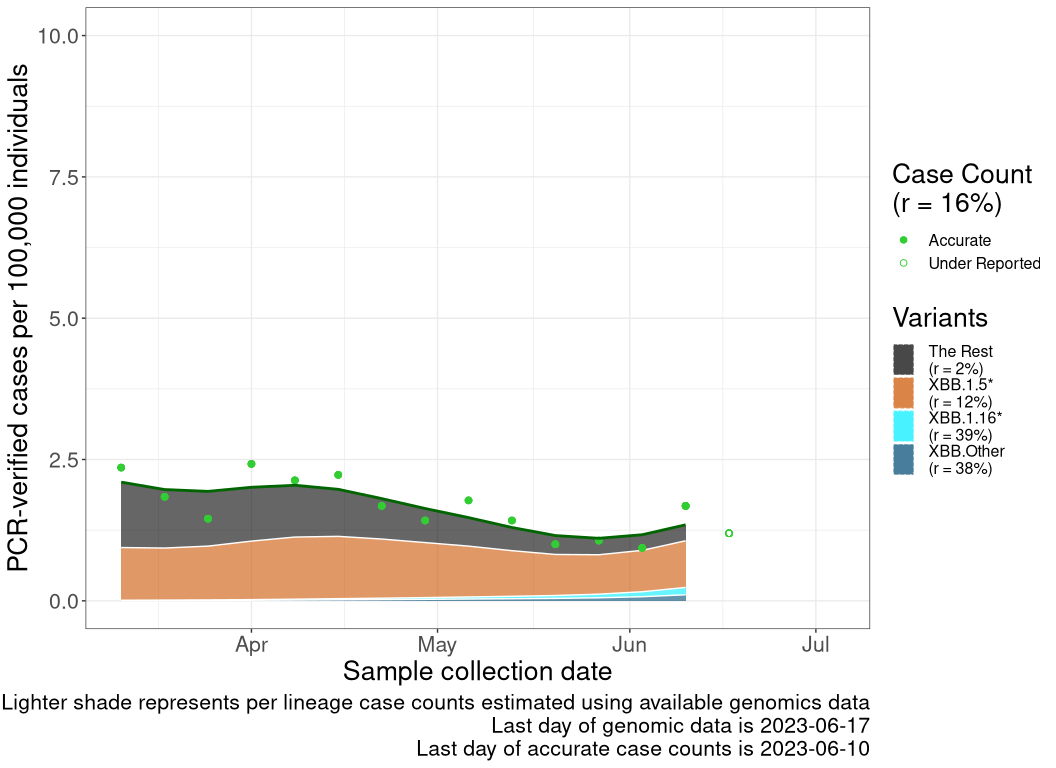 PCR-verified cases per 100,000 individuals
10.0
7.5
5.0
2.5
0.0
Apr
May
Jun
Jul
Sample collection date
Case Count
(r = 16%)
Accurate
Under Reported
Variants
The Rest
(r = 2%)
XBB.1.5*
(r = 12%)
XBB.1.16*
(r = 39%)
XBB.Other
(r = 38%)
Lighter shade represents per lineage case counts estimated using available genomics data
Last day of genomic data is 2023-06-17
Last day of accurate case counts is 2023-06-10